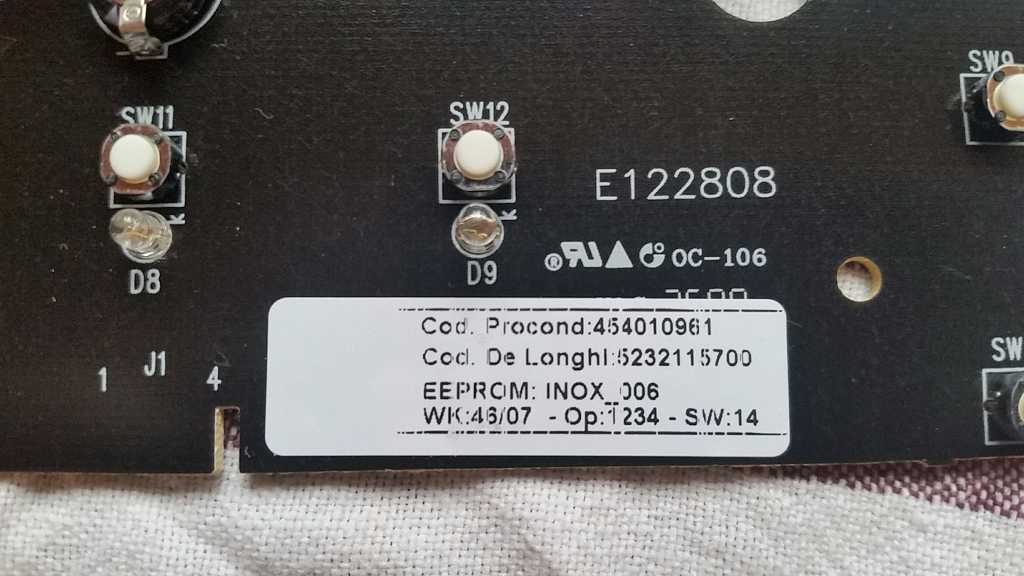 SW9
SW11
SW12
E122808
K
K
® OC-106
D8
D9
Cod. Procond:454010961
Cod. De Longhi:5232115700
EEPROM: INOX_006
WK:46/07 - Op:1234 - SW:14
J1
1
4
SW